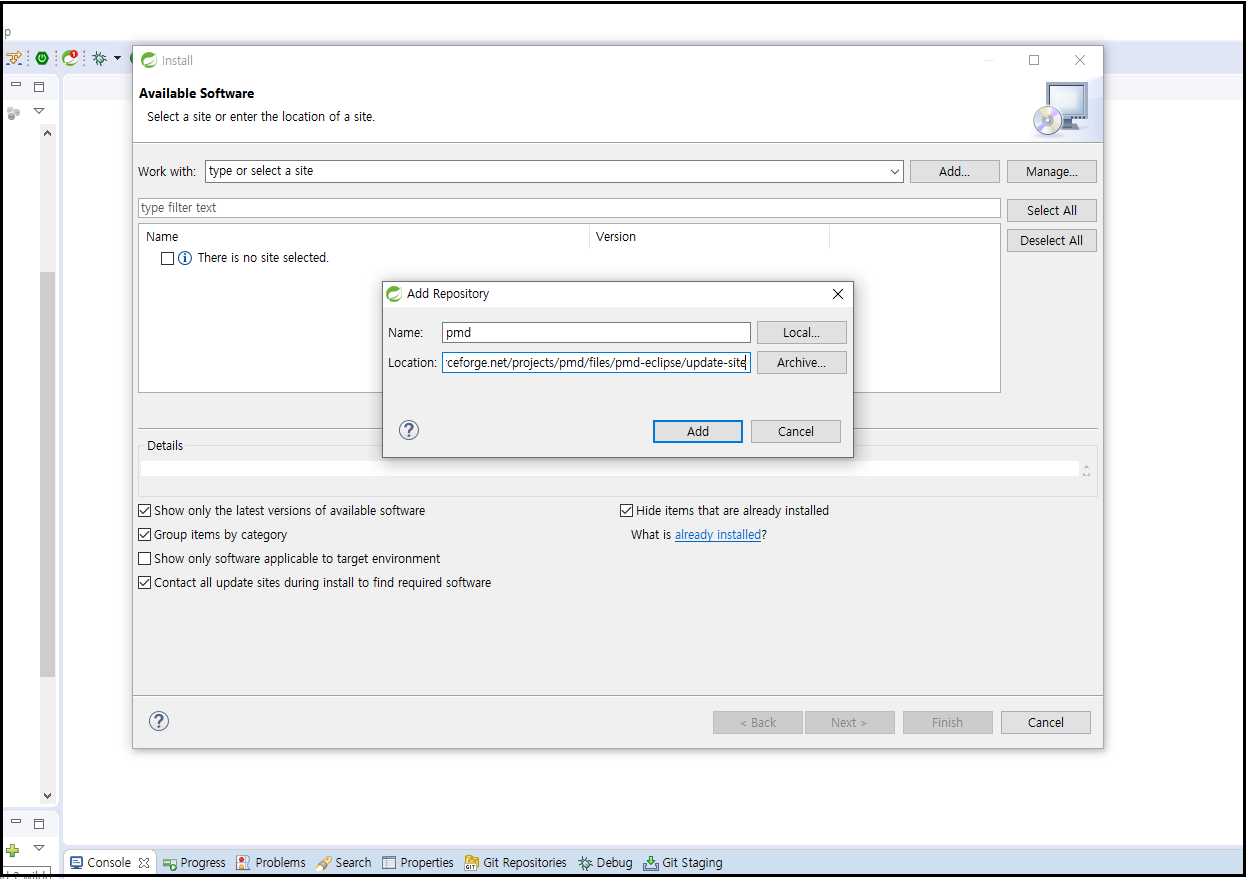 p
Install
Available Software
Select a site or enter the location of a site.
Work with: type or select a site Add... Manage...
type filter text Select All
Name Version Deselect All
There is no site selected.
Add Repository
Name: pmd Local...
Location: ceforge.net/projects/pmd/files/pmd-eclipse/update-site Archive...
? Add Cancel
Details
Show only the latest versions of available software Hide items that are already installed
Group items by category What is already installed?
Show only software applicable to target environment
Contact all update sites during install to find required software
? < Back Next > Finish Cancel
Console Progress Problems Search Properties GIT Git Repositories Debug Git Staging